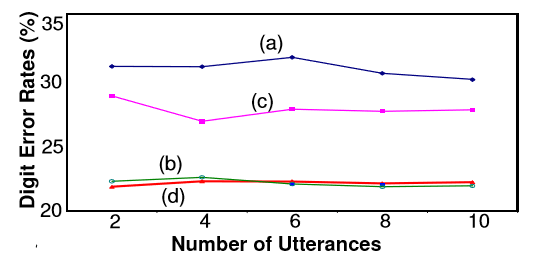 Digit Error Rates (%)
35
30
25
20
(a)
(c)
(b)
(d)
2 4 6 8 10
Number of Utterances